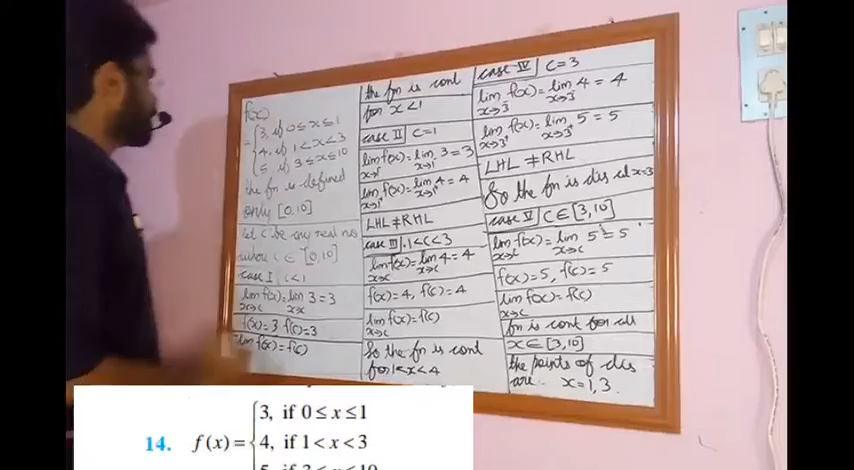 f(x)
= { 3, if 0 ≤ x ≤ 1
4, if 1 < x < 3
5, if 3 ≤ x ≤ 10
the fn is defined
only [0,10]
let c be any real no
where c ∈ [0,10]
case I c<1
lim f(x) = lim 3 = 3
x→c x→c
f(x)=3 f(c)=3
lim f(x) = f(c)
the fn is cont
for x<1
case II c=1
lim f(x) = lim 3 = 3
x→1⁻ x→1⁻
lim f(x) = lim 4 = 4
x→1⁺ x→1⁺
LHL ≠ RHL
case III 1<c<3
lim f(x) = lim 4 = 4
x→c x→c
f(x)=4, f(c)=4
lim f(x) = f(c)
x→c
So the fn is cont
for 1<x<4
case IV c=3
lim f(x) = lim 4 = 4
x→3⁻ x→3⁻
lim f(x) = lim 5 = 5
x→3⁺ x→3⁺
LHL ≠ RHL
So the fn is dis at x=3
case V c∈[3,10]
lim f(x) = lim 5 = 5
x→c x→c
f(x)=5, f(c)=5
lim f(x) = f(c)
x→c
fn is cont for all
x∈[3,10]
the points of dis
are x=1,3.
14. f(x) = { 3, if 0 ≤ x ≤ 1
4, if 1 < x < 3
5, if 3 ≤ x ≤ 10